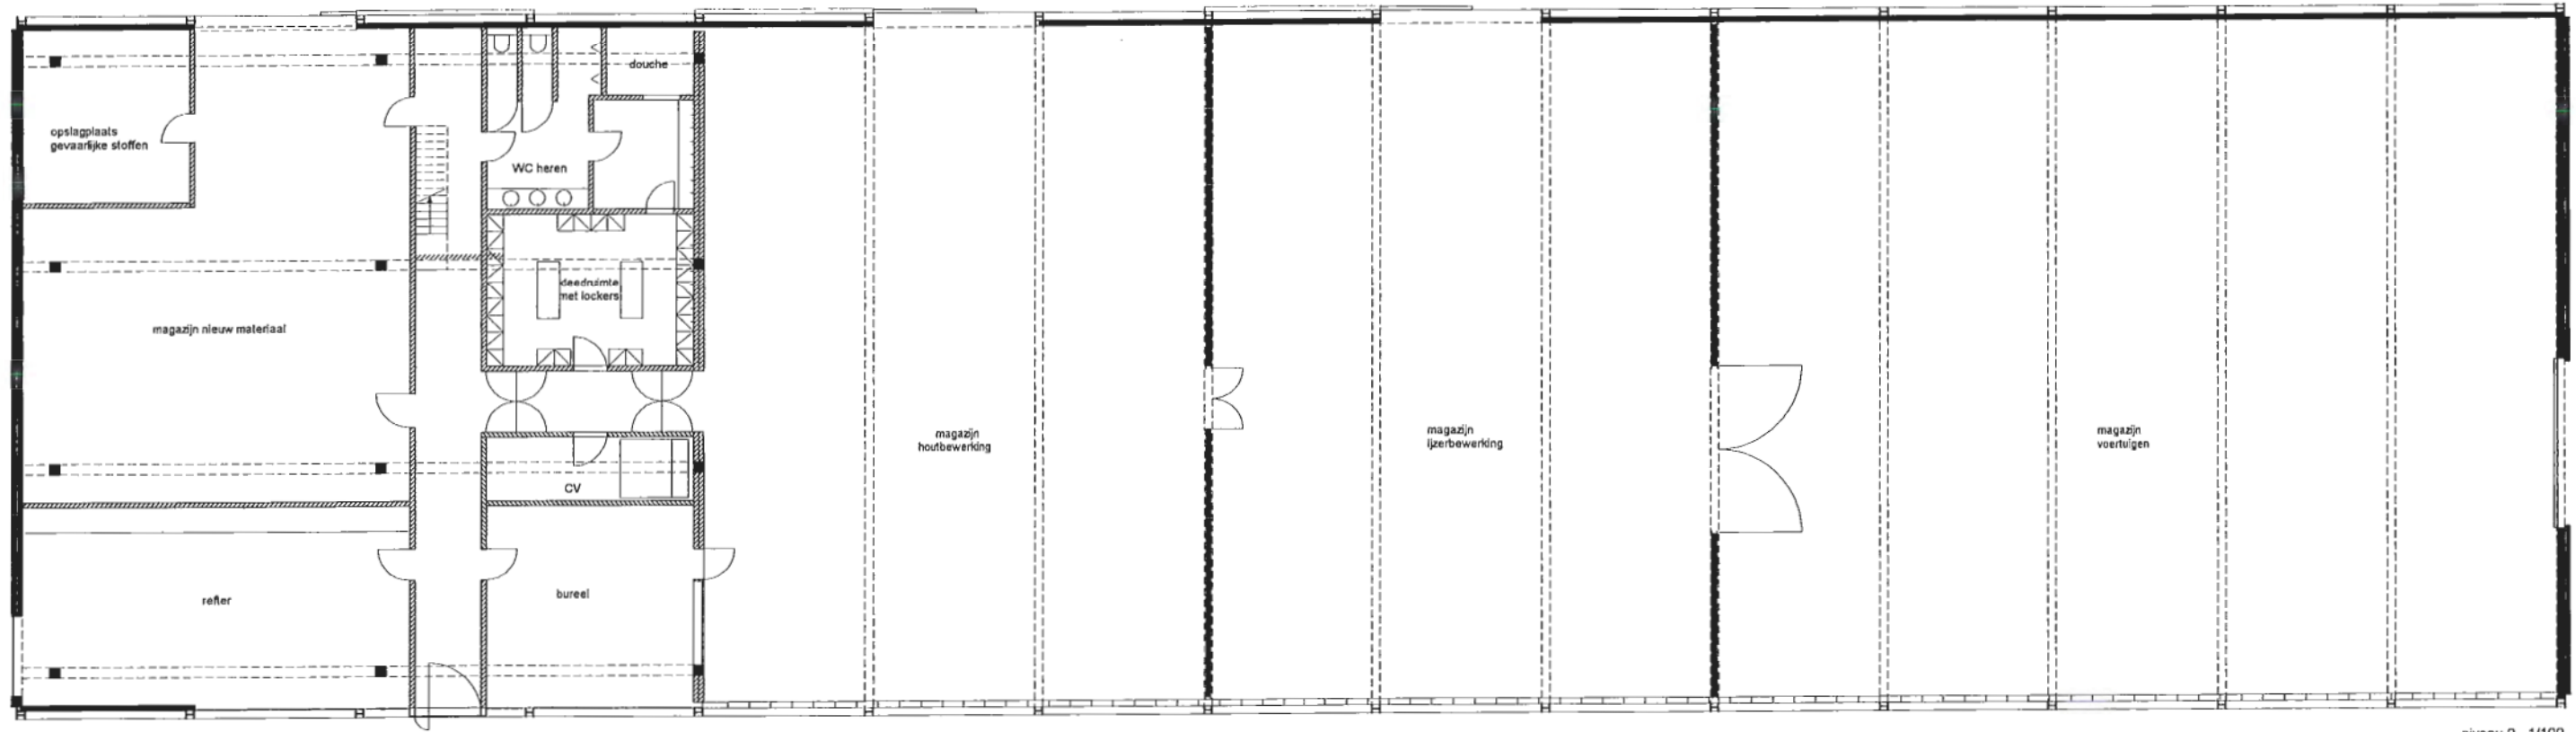 douche
opslagplaats
gevaarlijke stoffen
WC heren
met lockers
magazijn nieuw materiaal
magazijn
houtbewerking
magazijn
ijzerbewerking
magazijn
voertuigen
CV
refter
bureel